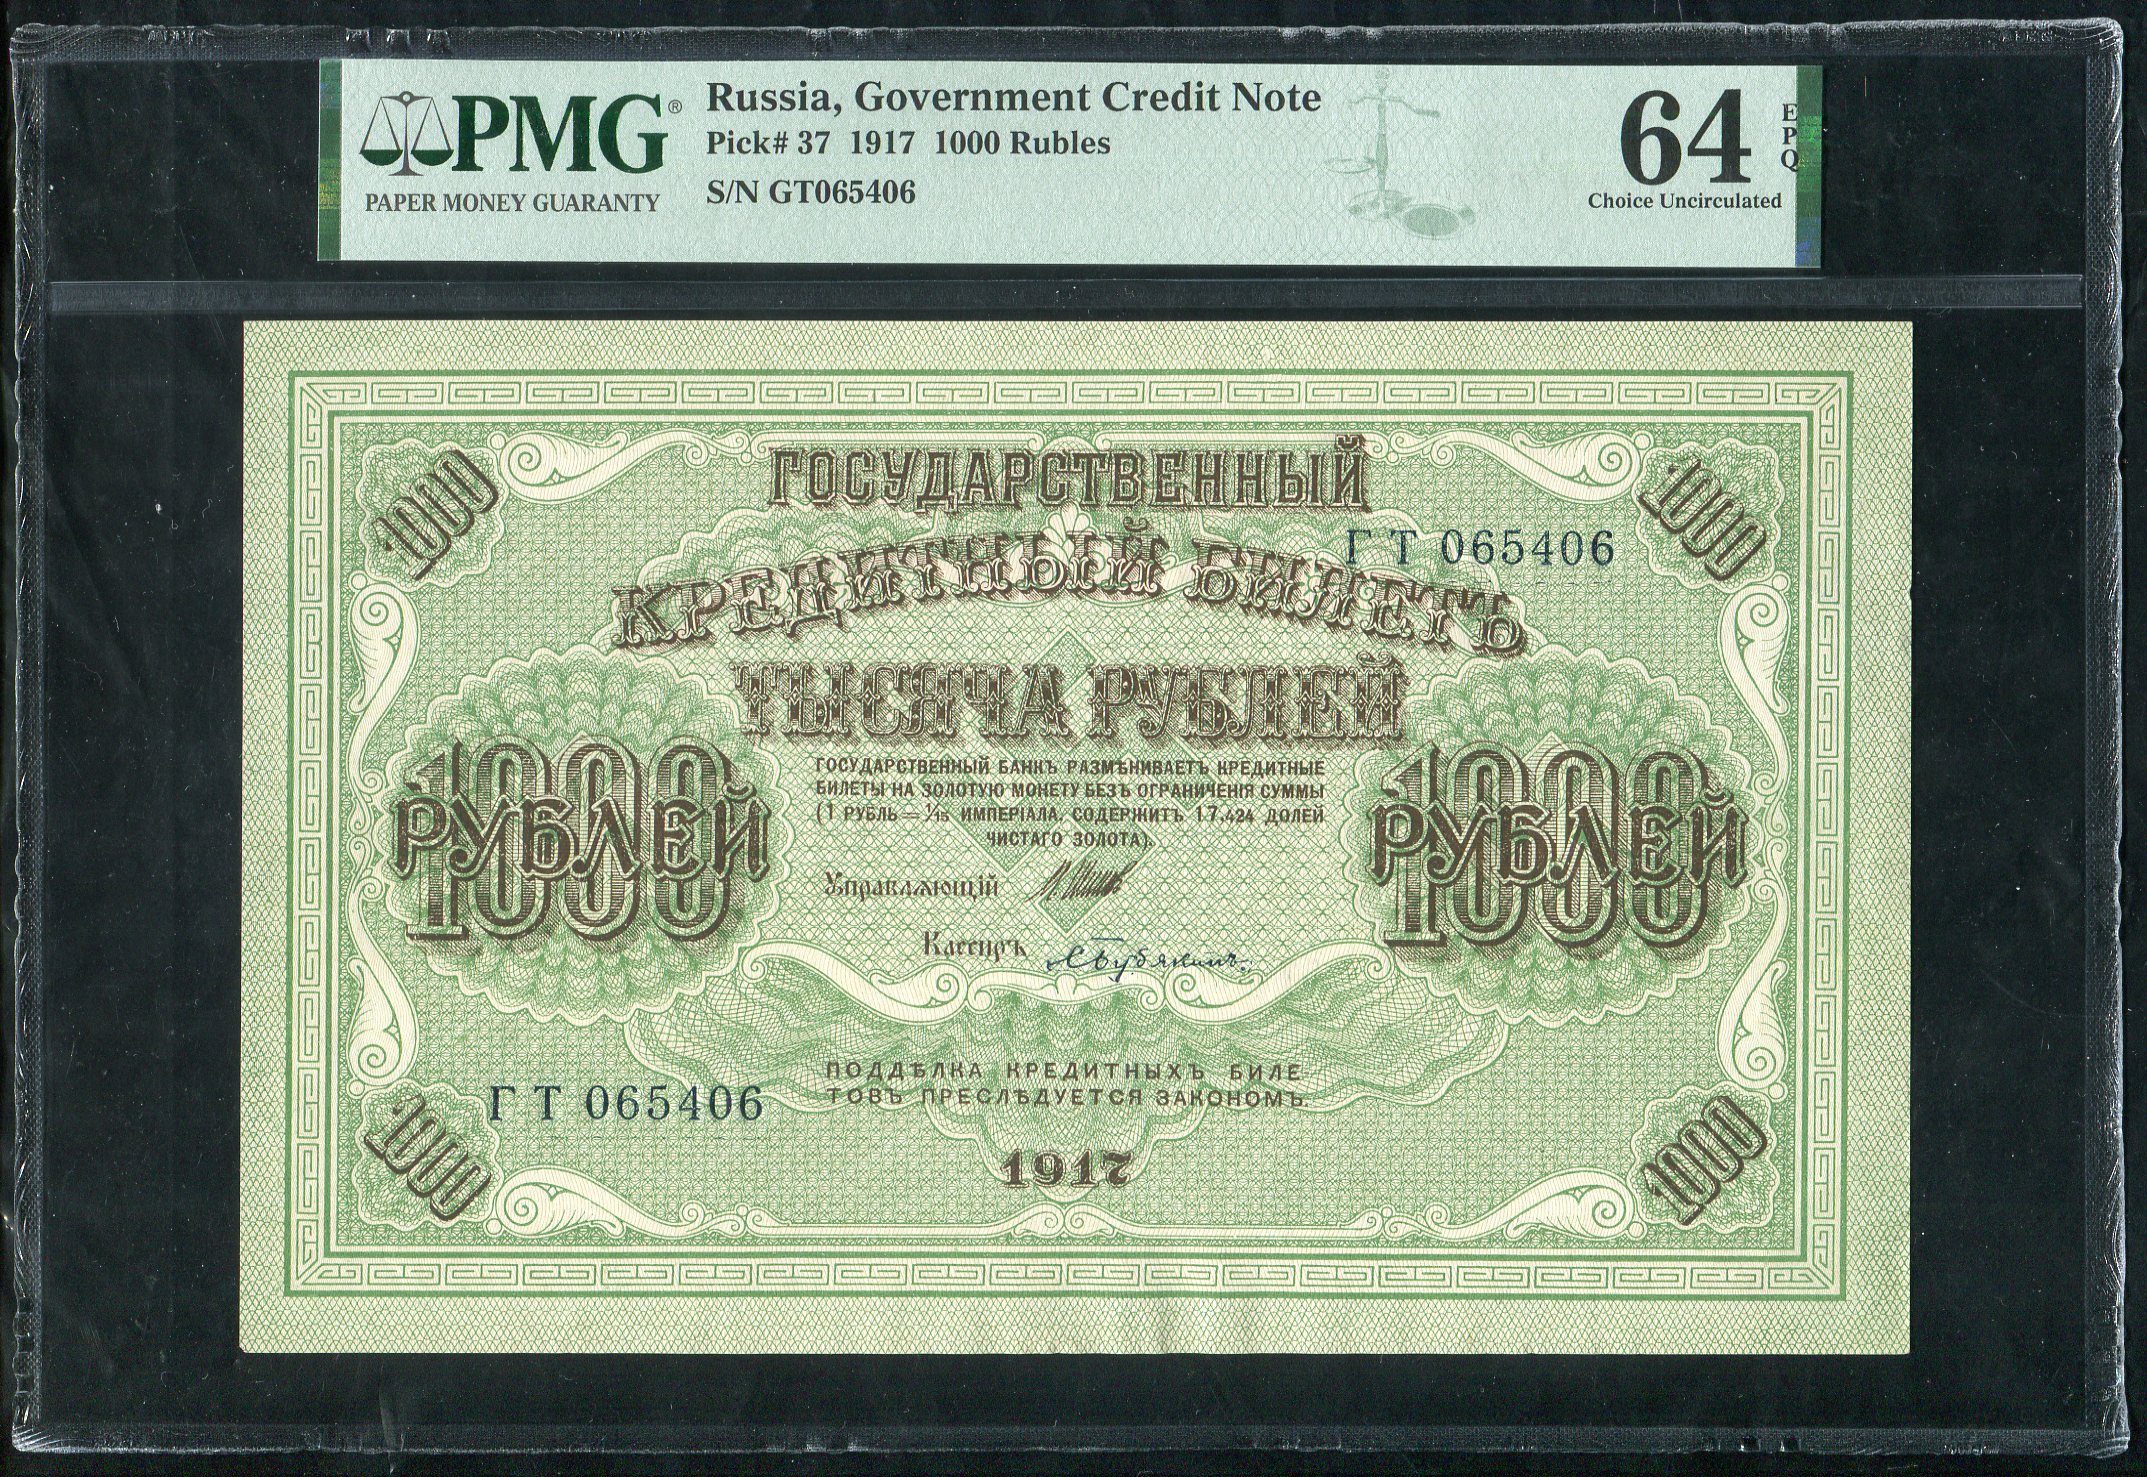 PMG®
PAPER MONEY GUARANTY
Russia, Government Credit Note
Pick# 37 1917 1000 Rubles
S/N GT065406
64
EPQ
Choice Uncirculated
1000
ГОСУДАРСТВЕННЫЙ
1000
ГТ 065406
КРЕДИТНЫЙ БИЛЕТЪ
ТЫСЯЧА РУБЛЕЙ
1000
РУБЛЕЙ
ГОСУДАРСТВЕННЫЙ БАНКЪ РАЗМѢНИВАЕТЪ КРЕДИТНЫЕ
БИЛЕТЫ НА ЗОЛОТУЮ МОНЕТУ БЕЗЪ ОГРАНИЧЕНІЯ СУММЫ
(1 РУБЛЬ = 1/15 ИМПЕРІАЛА, СОДЕРЖИТЪ 17,424 ДОЛЕЙ
ЧИСТАГО ЗОЛОТА).
1000
РУБЛЕЙ
Управляющій
Кассиръ
ПОДДѢЛКА КРЕДИТНЫХЪ БИЛЕ-
ТОВЪ ПРЕСЛѢДУЕТСЯ ЗАКОНОМЪ.
ГТ 065406
1000
1917
1000